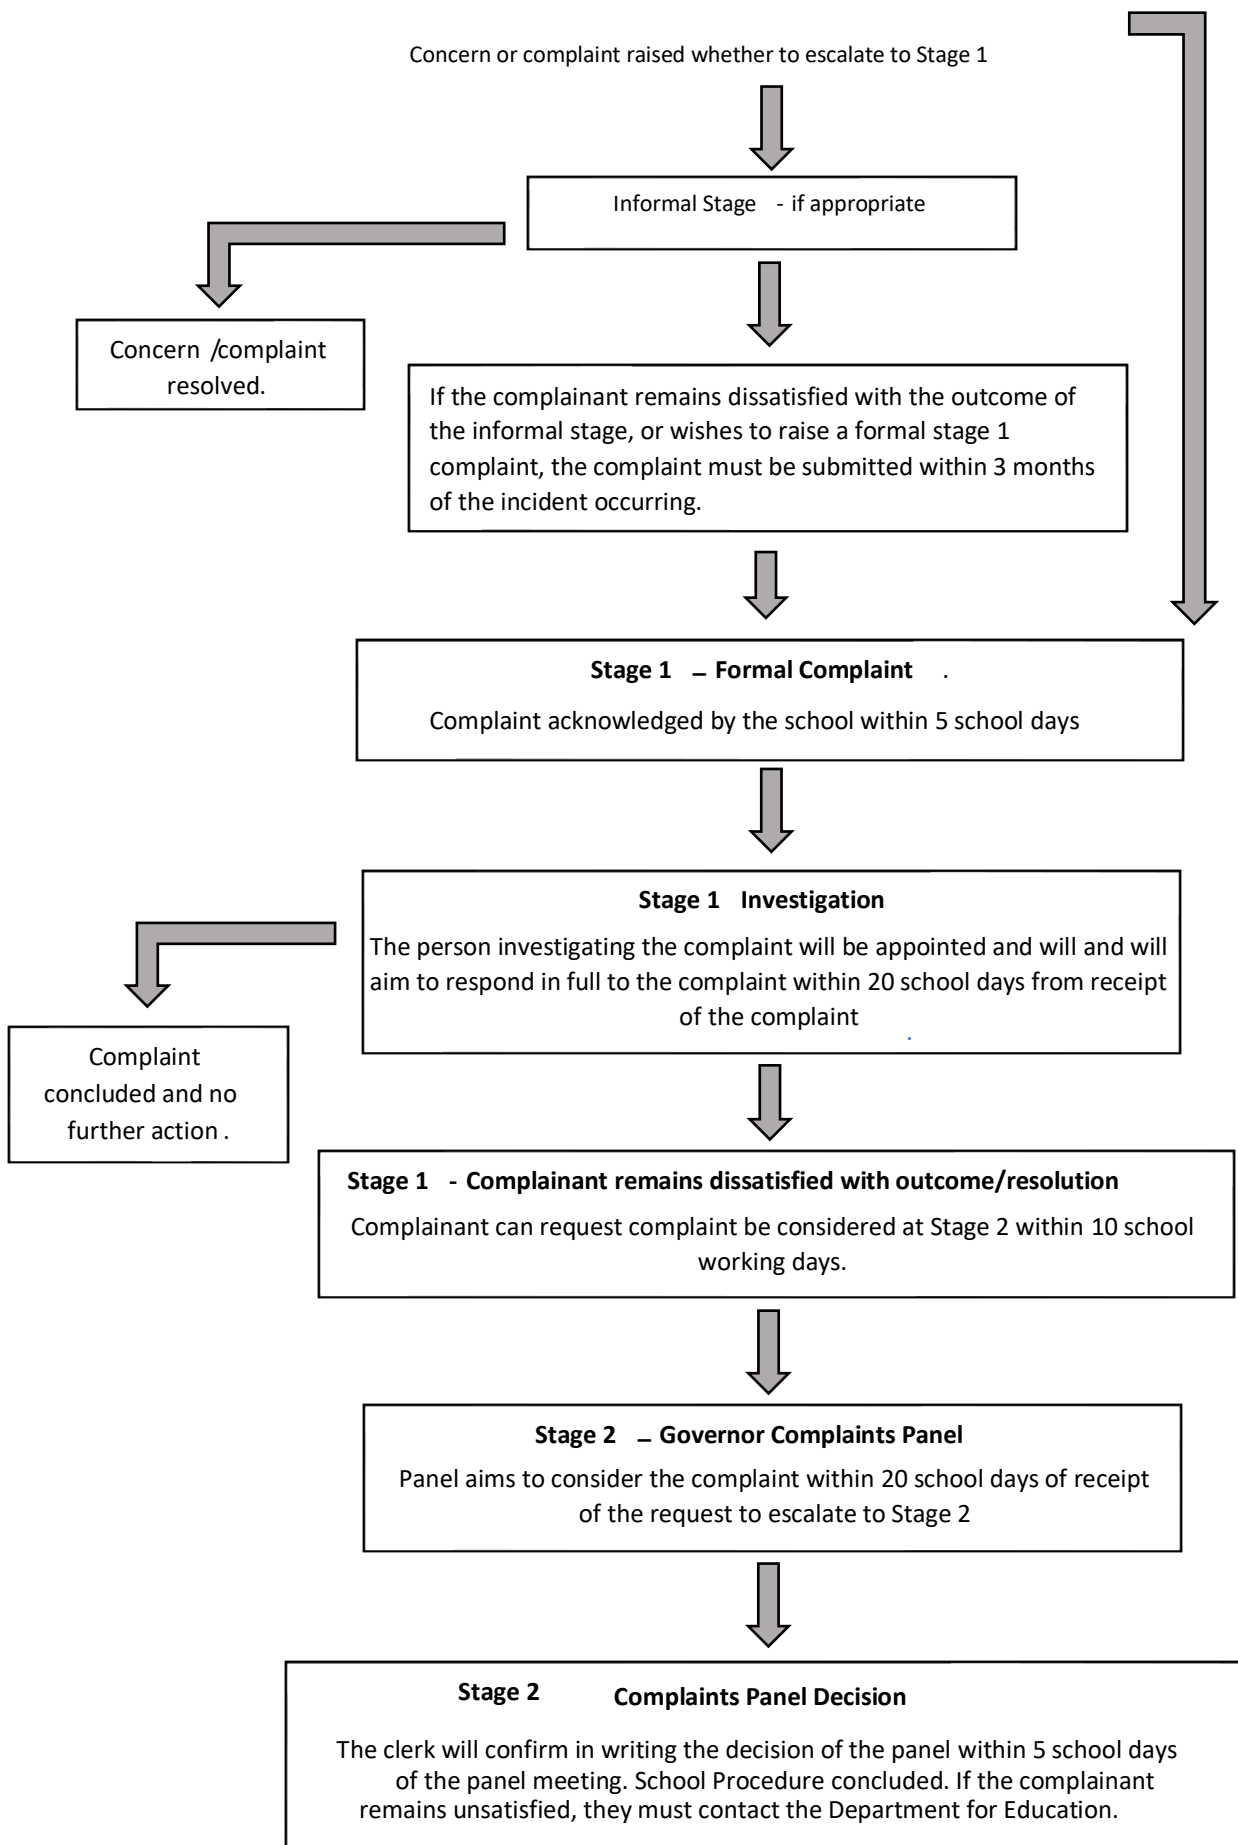 Concern or complaint raised whether to escalate to Stage 1
Informal Stage - if appropriate
Concern /complaint
resolved.
If the complainant remains dissatisfied with the outcome of
the informal stage, or wishes to raise a formal stage 1
complaint, the complaint must be submitted within 3 months
of the incident occurring.
Stage 1 – Formal Complaint .
Complaint acknowledged by the school within 5 school days
Stage 1 Investigation
The person investigating the complaint will be appointed and will and will
aim to respond in full to the complaint within 20 school days from receipt
of the complaint
.
Complaint
concluded and no
further action .
Stage 1 - Complainant remains dissatisfied with outcome/resolution
Complainant can request complaint be considered at Stage 2 within 10 school
working days.
Stage 2 – Governor Complaints Panel
Panel aims to consider the complaint within 20 school days of receipt
of the request to escalate to Stage 2
Stage 2 Complaints Panel Decision
The clerk will confirm in writing the decision of the panel within 5 school days
of the panel meeting. School Procedure concluded. If the complainant
remains unsatisfied, they must contact the Department for Education.